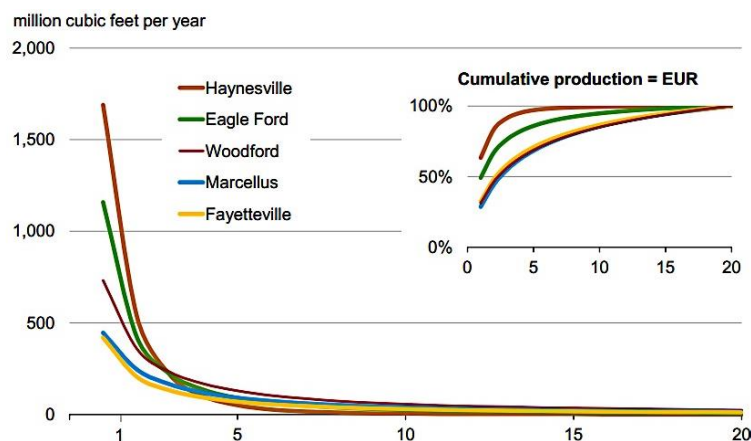 million cubic feet per year
2,000
1,500
1,000
500
0
1
5
10
15
20
Haynesville
Eagle Ford
Woodford
Marcellus
Fayetteville
Cumulative production = EUR
100%
50%
0%
0
5
10
15
20